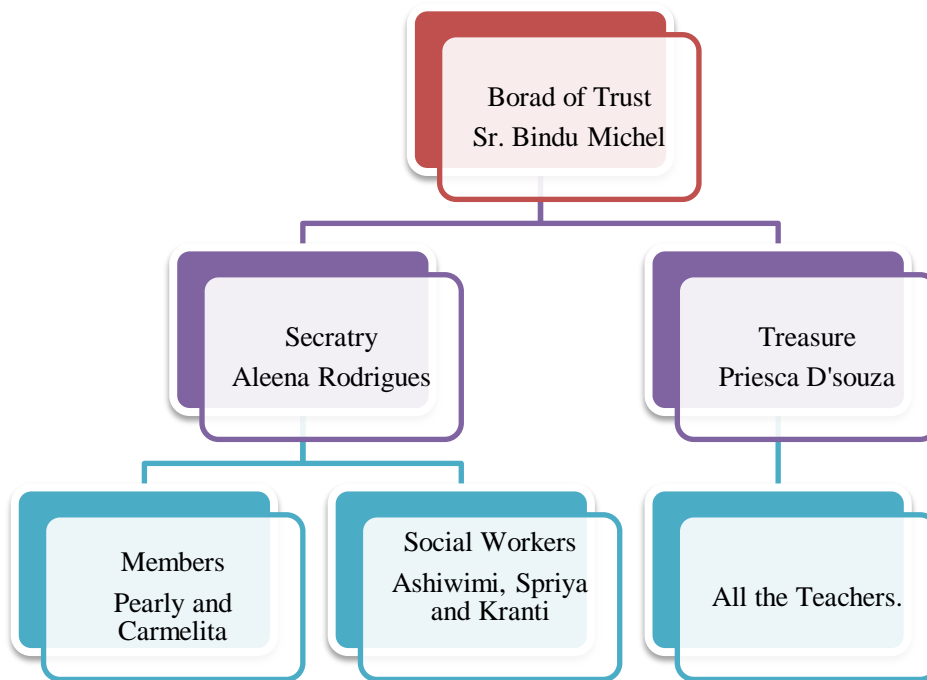 Borad of Trust
Sr. Bindu Michel
Secratry
Aleena Rodrigues
Treasure
Priesca D'souza
Members
Pearly and
Carmelita
Social Workers
Ashiwimi, Spriya
and Kranti
All the Teachers.